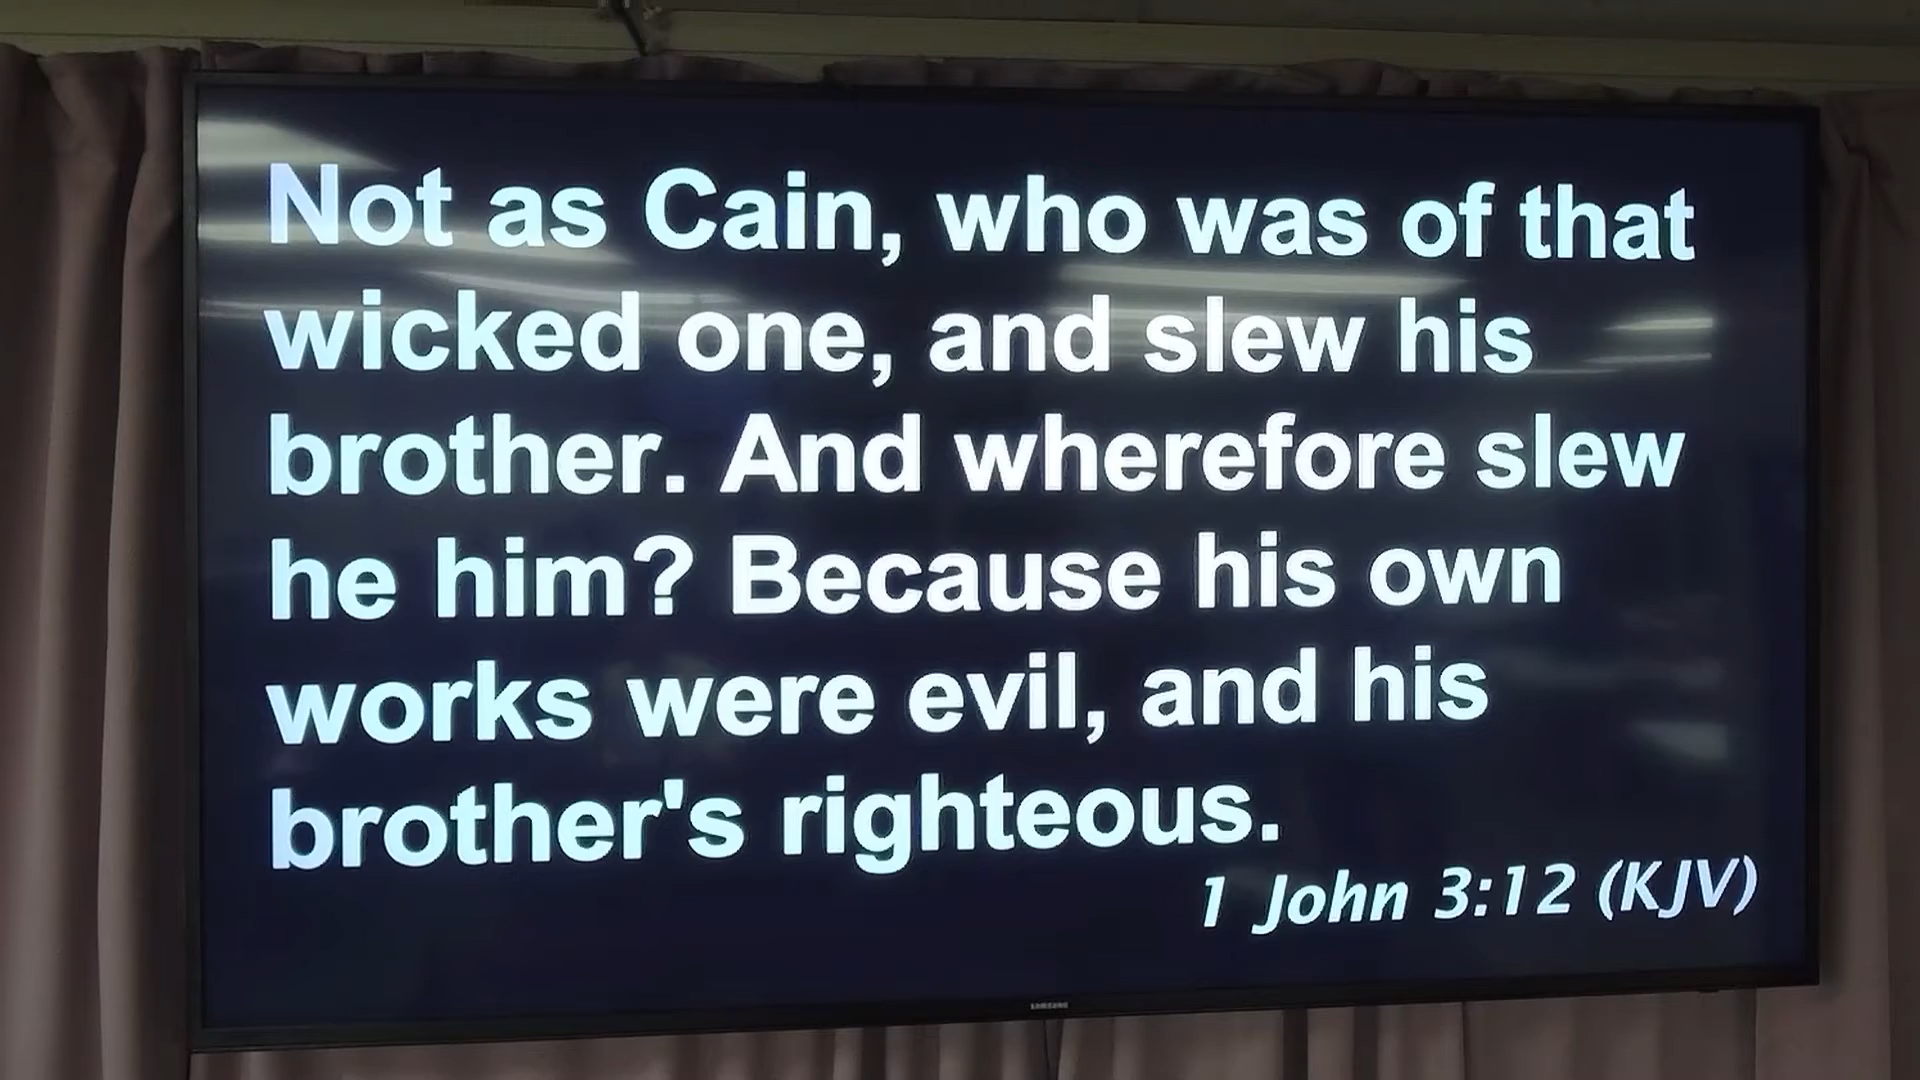 Not as Cain, who was of that
wicked one, and slew his
brother. And wherefore slew
he him? Because his own
works were evil, and his
brother's righteous.
1 John 3:12 (KJV)
SAMSUNG